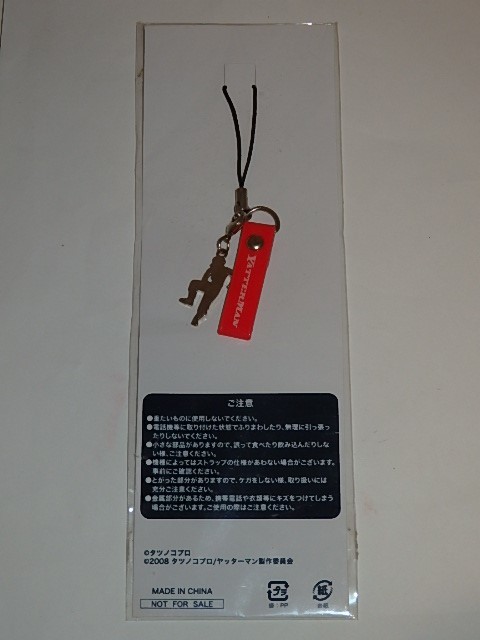 YATTERMAN
ご注意
●重たいものに使用しないでください。
●電話機等に取り付けた状態でふりまわしたり、無理に引っ張っ
たりしないでください。
●小さな部品がありますので、誤って食べたり飲み込んだりしな
い様、ご注意ください。
●機種によってはストラップの仕様があわない場合がございます。
事前にご確認ください。
●とがった部分がありますので、ケガをしない様、取り扱いには
充分ご注意ください。
●金属部分があるため、携帯電話や衣類等にキズをつけてしまう
場合がございます。ご使用の際はご注意ください。
©タツノコプロ
©2008 タツノコプロ/ヤッターマン製作委員会
MADE IN CHINA
NOT FOR SALE
プラ
袋：PP
紙
台紙